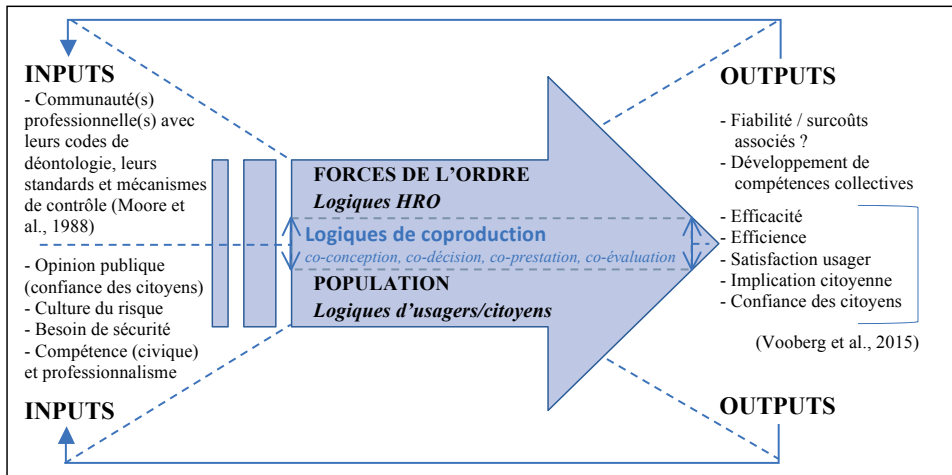 INPUTS
- Communauté(s)
professionnelle(s) avec
leurs codes de
déontologie, leurs
standards et mécanismes
de contrôle (Moore et
al., 1988)
- Opinion publique
(confiance des citoyens)
- Culture du risque
- Besoin de sécurité
- Compétence (civique)
et professionnalisme
INPUTS
FORCES DE L’ORDRE
Logiques HRO
Logiques de coproduction
co-conception, co-décision, co-prestation, co-évaluation
POPULATION
Logiques d’usagers/citoyens
OUTPUTS
- Fiabilité / surcoûts
associés ?
- Développement de
compétences collectives
- Efficacité
- Efficience
- Satisfaction usager
- Implication citoyenne
- Confiance des citoyens
(Vooberg et al., 2015)
OUTPUTS